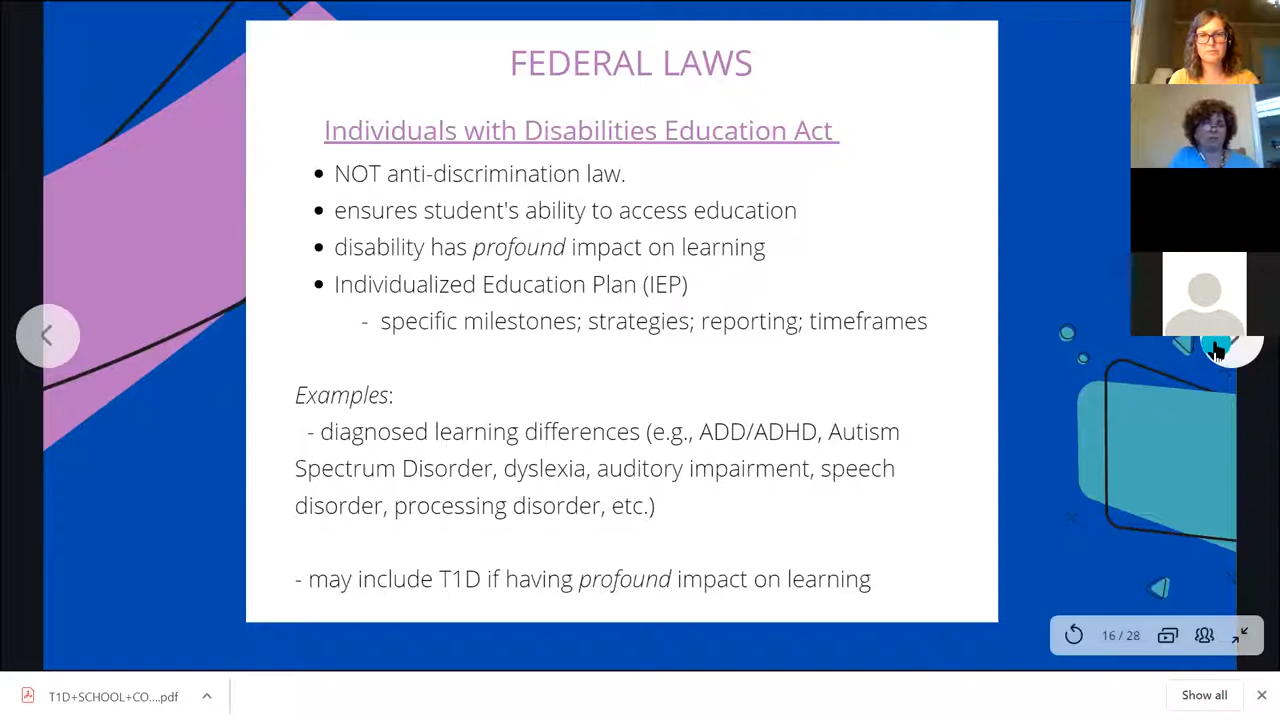 FEDERAL LAWS
Individuals with Disabilities Education Act
• NOT anti-discrimination law.
• ensures student's ability to access education
• disability has profound impact on learning
• Individualized Education Plan (IEP)
- specific milestones; strategies; reporting; timeframes
Examples:
- diagnosed learning differences (e.g., ADD/ADHD, Autism
Spectrum Disorder, dyslexia, auditory impairment, speech
disorder, processing disorder, etc.)
- may include T1D if having profound impact on learning
16 / 28
T1D+SCHOOL+CO....pdf
Show all